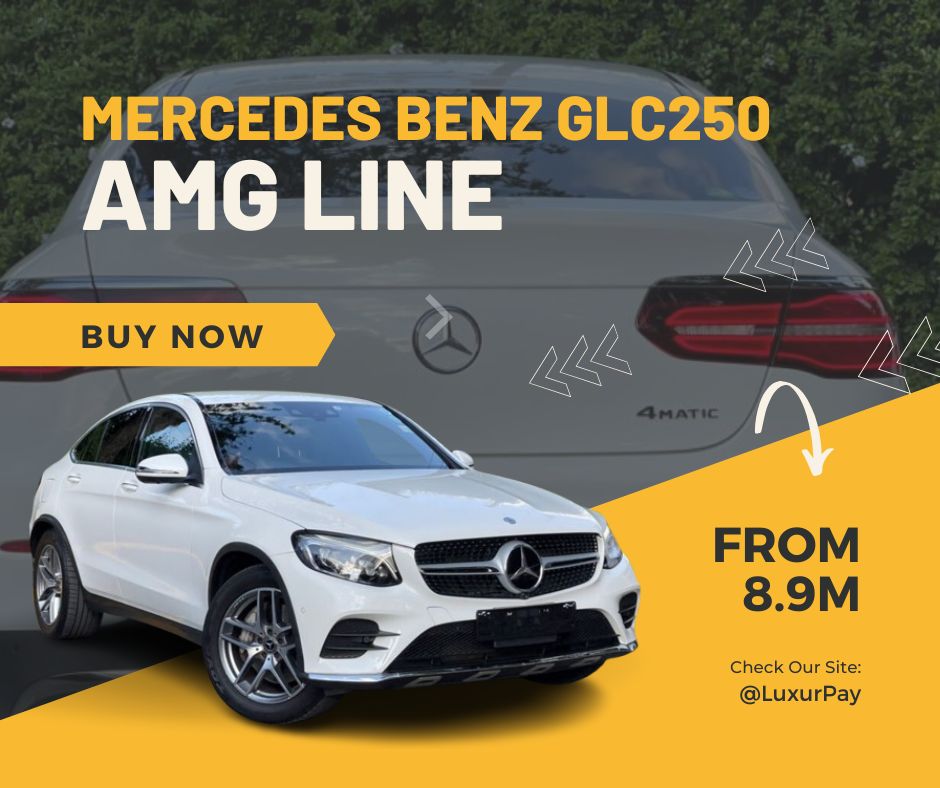 MERCEDES BENZ GLC250
AMG LINE
BUY NOW
4MATIC
FROM
8.9M
Check Our Site:
@LuxurPay